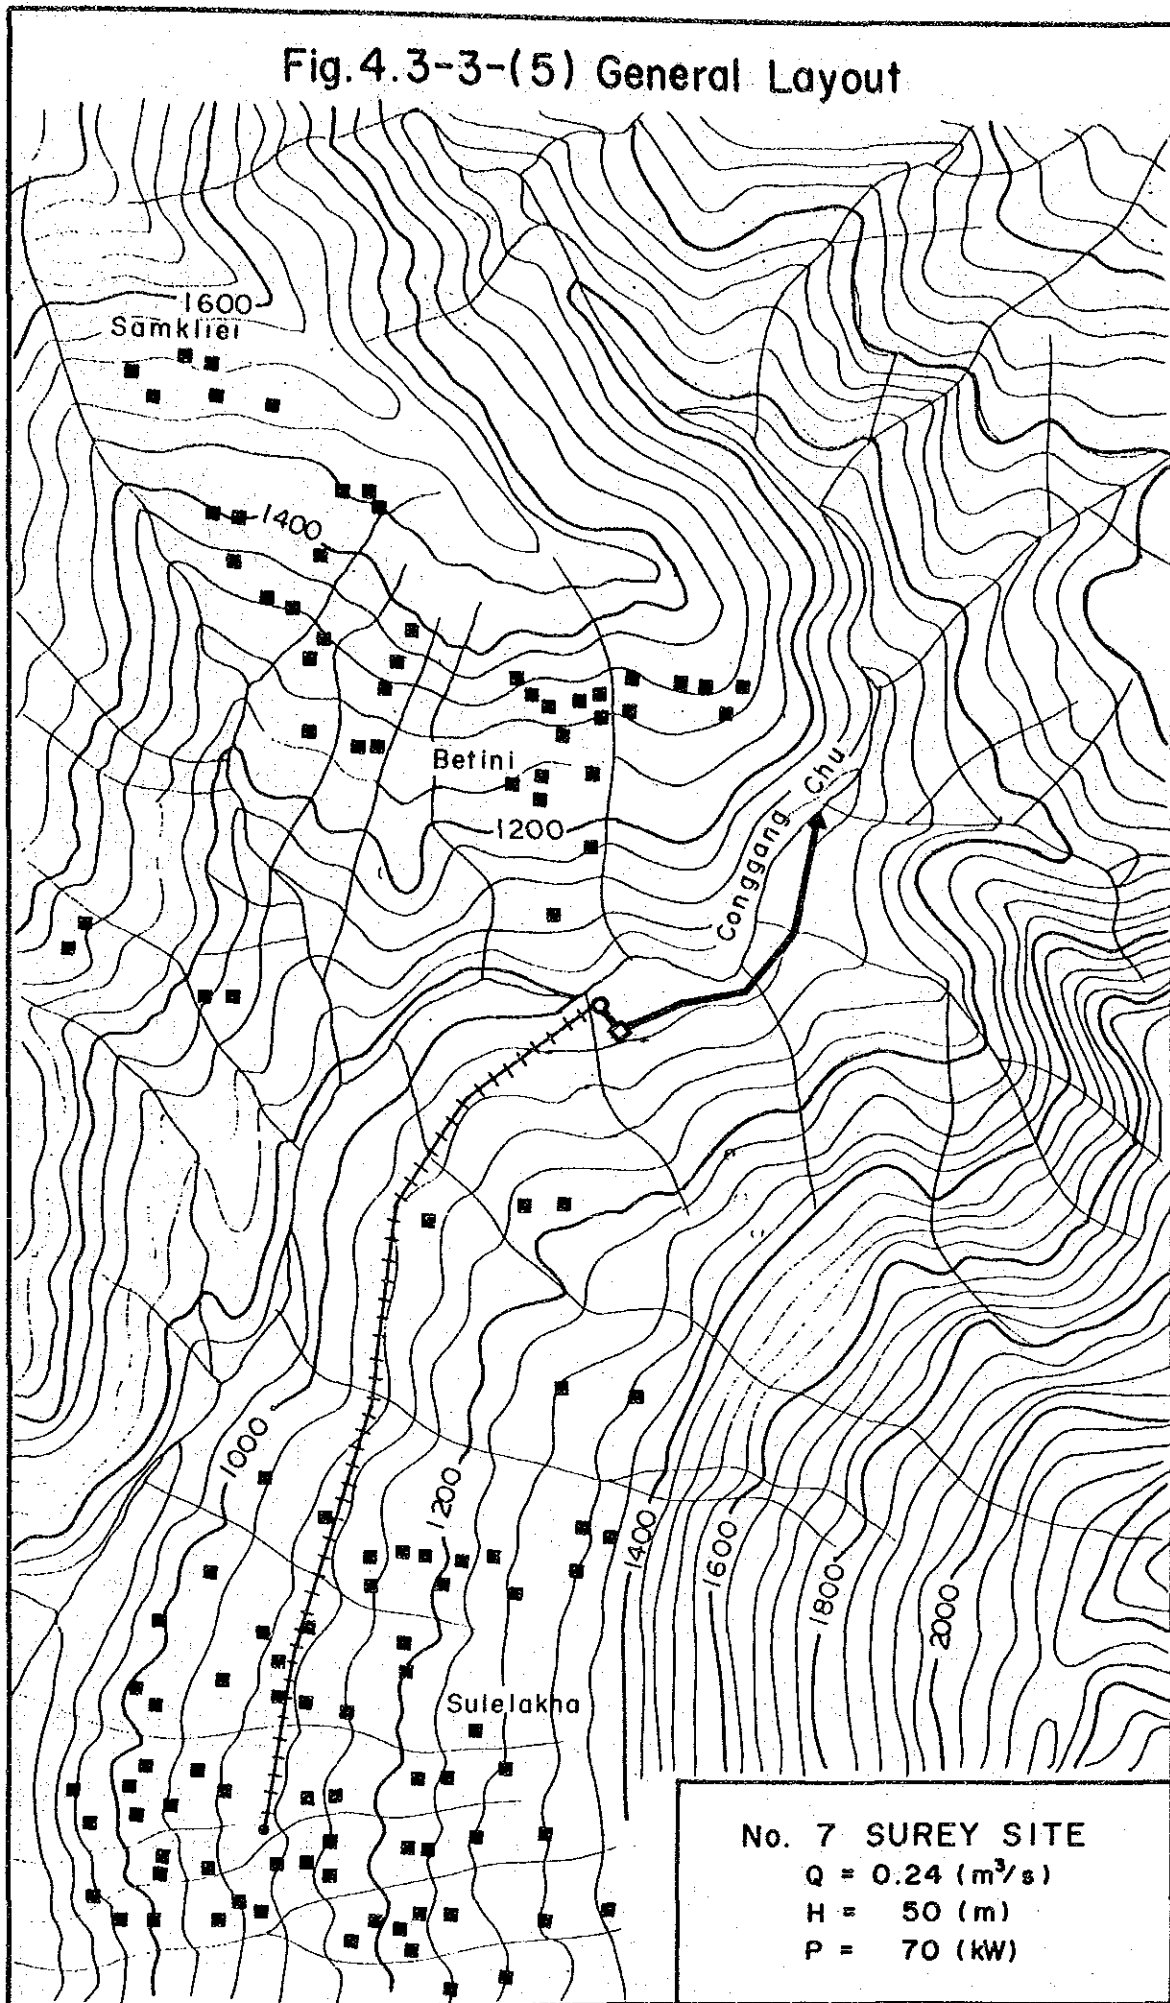 Fig.4.3-3-(5) General Layout
1600
Samkliei
1400
Betini
1200
Conggang Chu
1000
1200
1400
1600
1800
2000
Sulelakha
No. 7 SUREY SITE
Q = 0.24 (m³/s)
H = 50 (m)
P = 70 (kW)